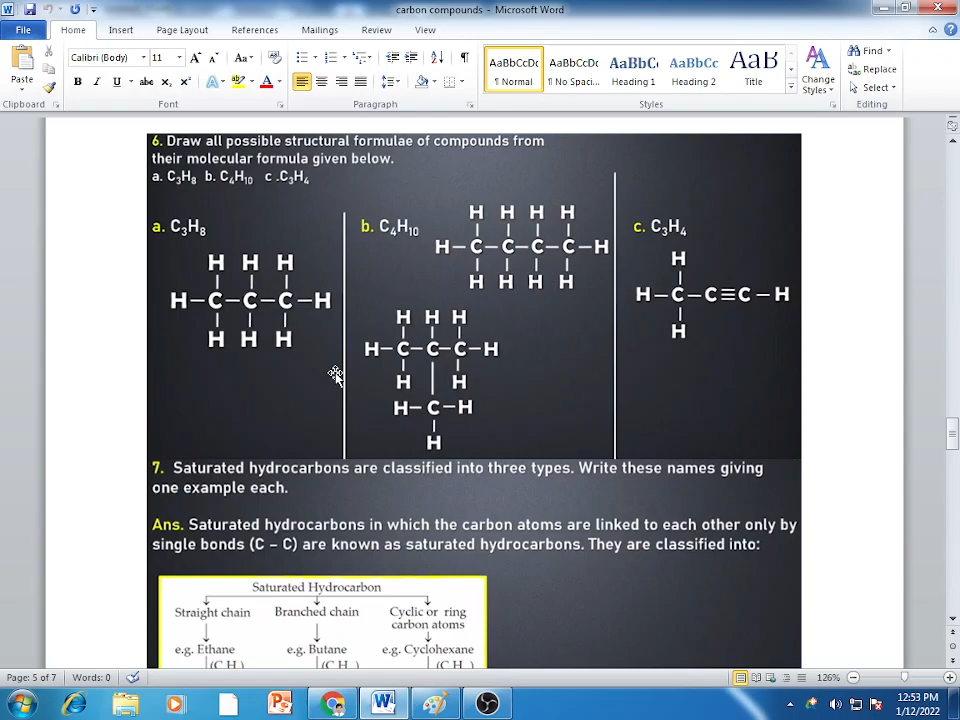 carbon compounds - Microsoft Word
File Home Insert Page Layout References Mailings Review View
Paste
Calibri (Body) 11
Aa
B I U abc x₂ x² A ab A
AaBbCcDc AaBbCcDc AaBbC AaBbCc AaB
¶ Normal ¶ No Spaci... Heading 1 Heading 2 Title
Change Styles
Find
Replace
Select
Clipboard Font Paragraph Styles Editing
6. Draw all possible structural formulae of compounds from
their molecular formula given below.
a. C₃H₈ b. C₄H₁₀ c .C₃H₄
a. C₃H₈
H H H
H – C – C – C – H
H H H
b. C₄H₁₀
H H H H
H – C – C – C – C – H
H H H H
H H H
H – C – C – C – H
H H
H – C – H
H
c. C₃H₄
H
H – C – C ≡ C – H
H
7. Saturated hydrocarbons are classified into three types. Write these names giving
one example each.
Ans. Saturated hydrocarbons in which the carbon atoms are linked to each other only by
single bonds (C – C) are known as saturated hydrocarbons. They are classified into:
Saturated Hydrocarbon
Straight chain Branched chain Cyclic or ring carbon atoms
e.g. Ethane e.g. Butane e.g. Cyclohexane
Page: 5 of 7 Words: 0 126%
12:53 PM
1/12/2022